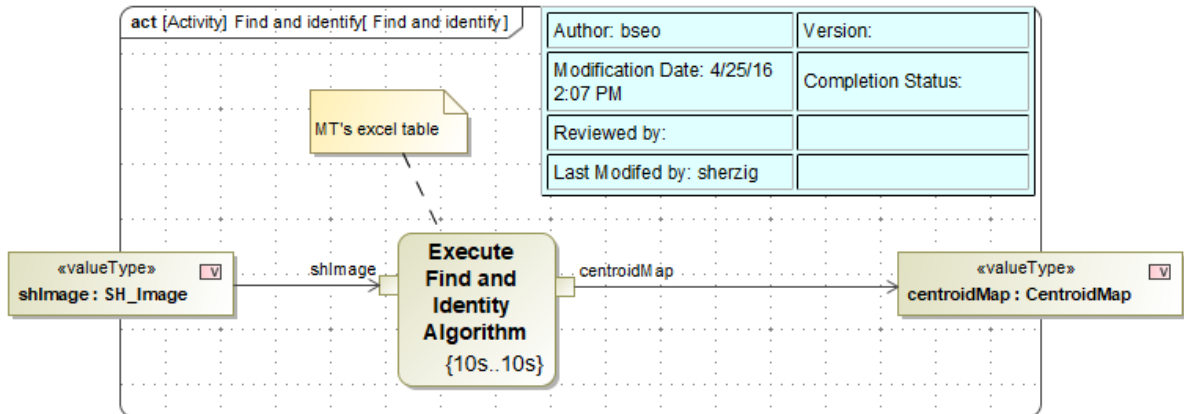 act [Activity] Find and identify[ Find and identify ]
Author: bseo
Version:
Modification Date: 4/25/16
2:07 PM
Completion Status:
Reviewed by:
Last Modifed by: sherzig
MT's excel table
«valueType»
V
shImage : SH_Image
shImage
Execute
Find and
Identity
Algorithm
{10s..10s}
centroidMap
«valueType»
V
centroidMap : CentroidMap